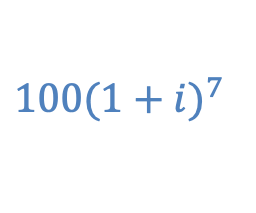 100(1 + i)⁷